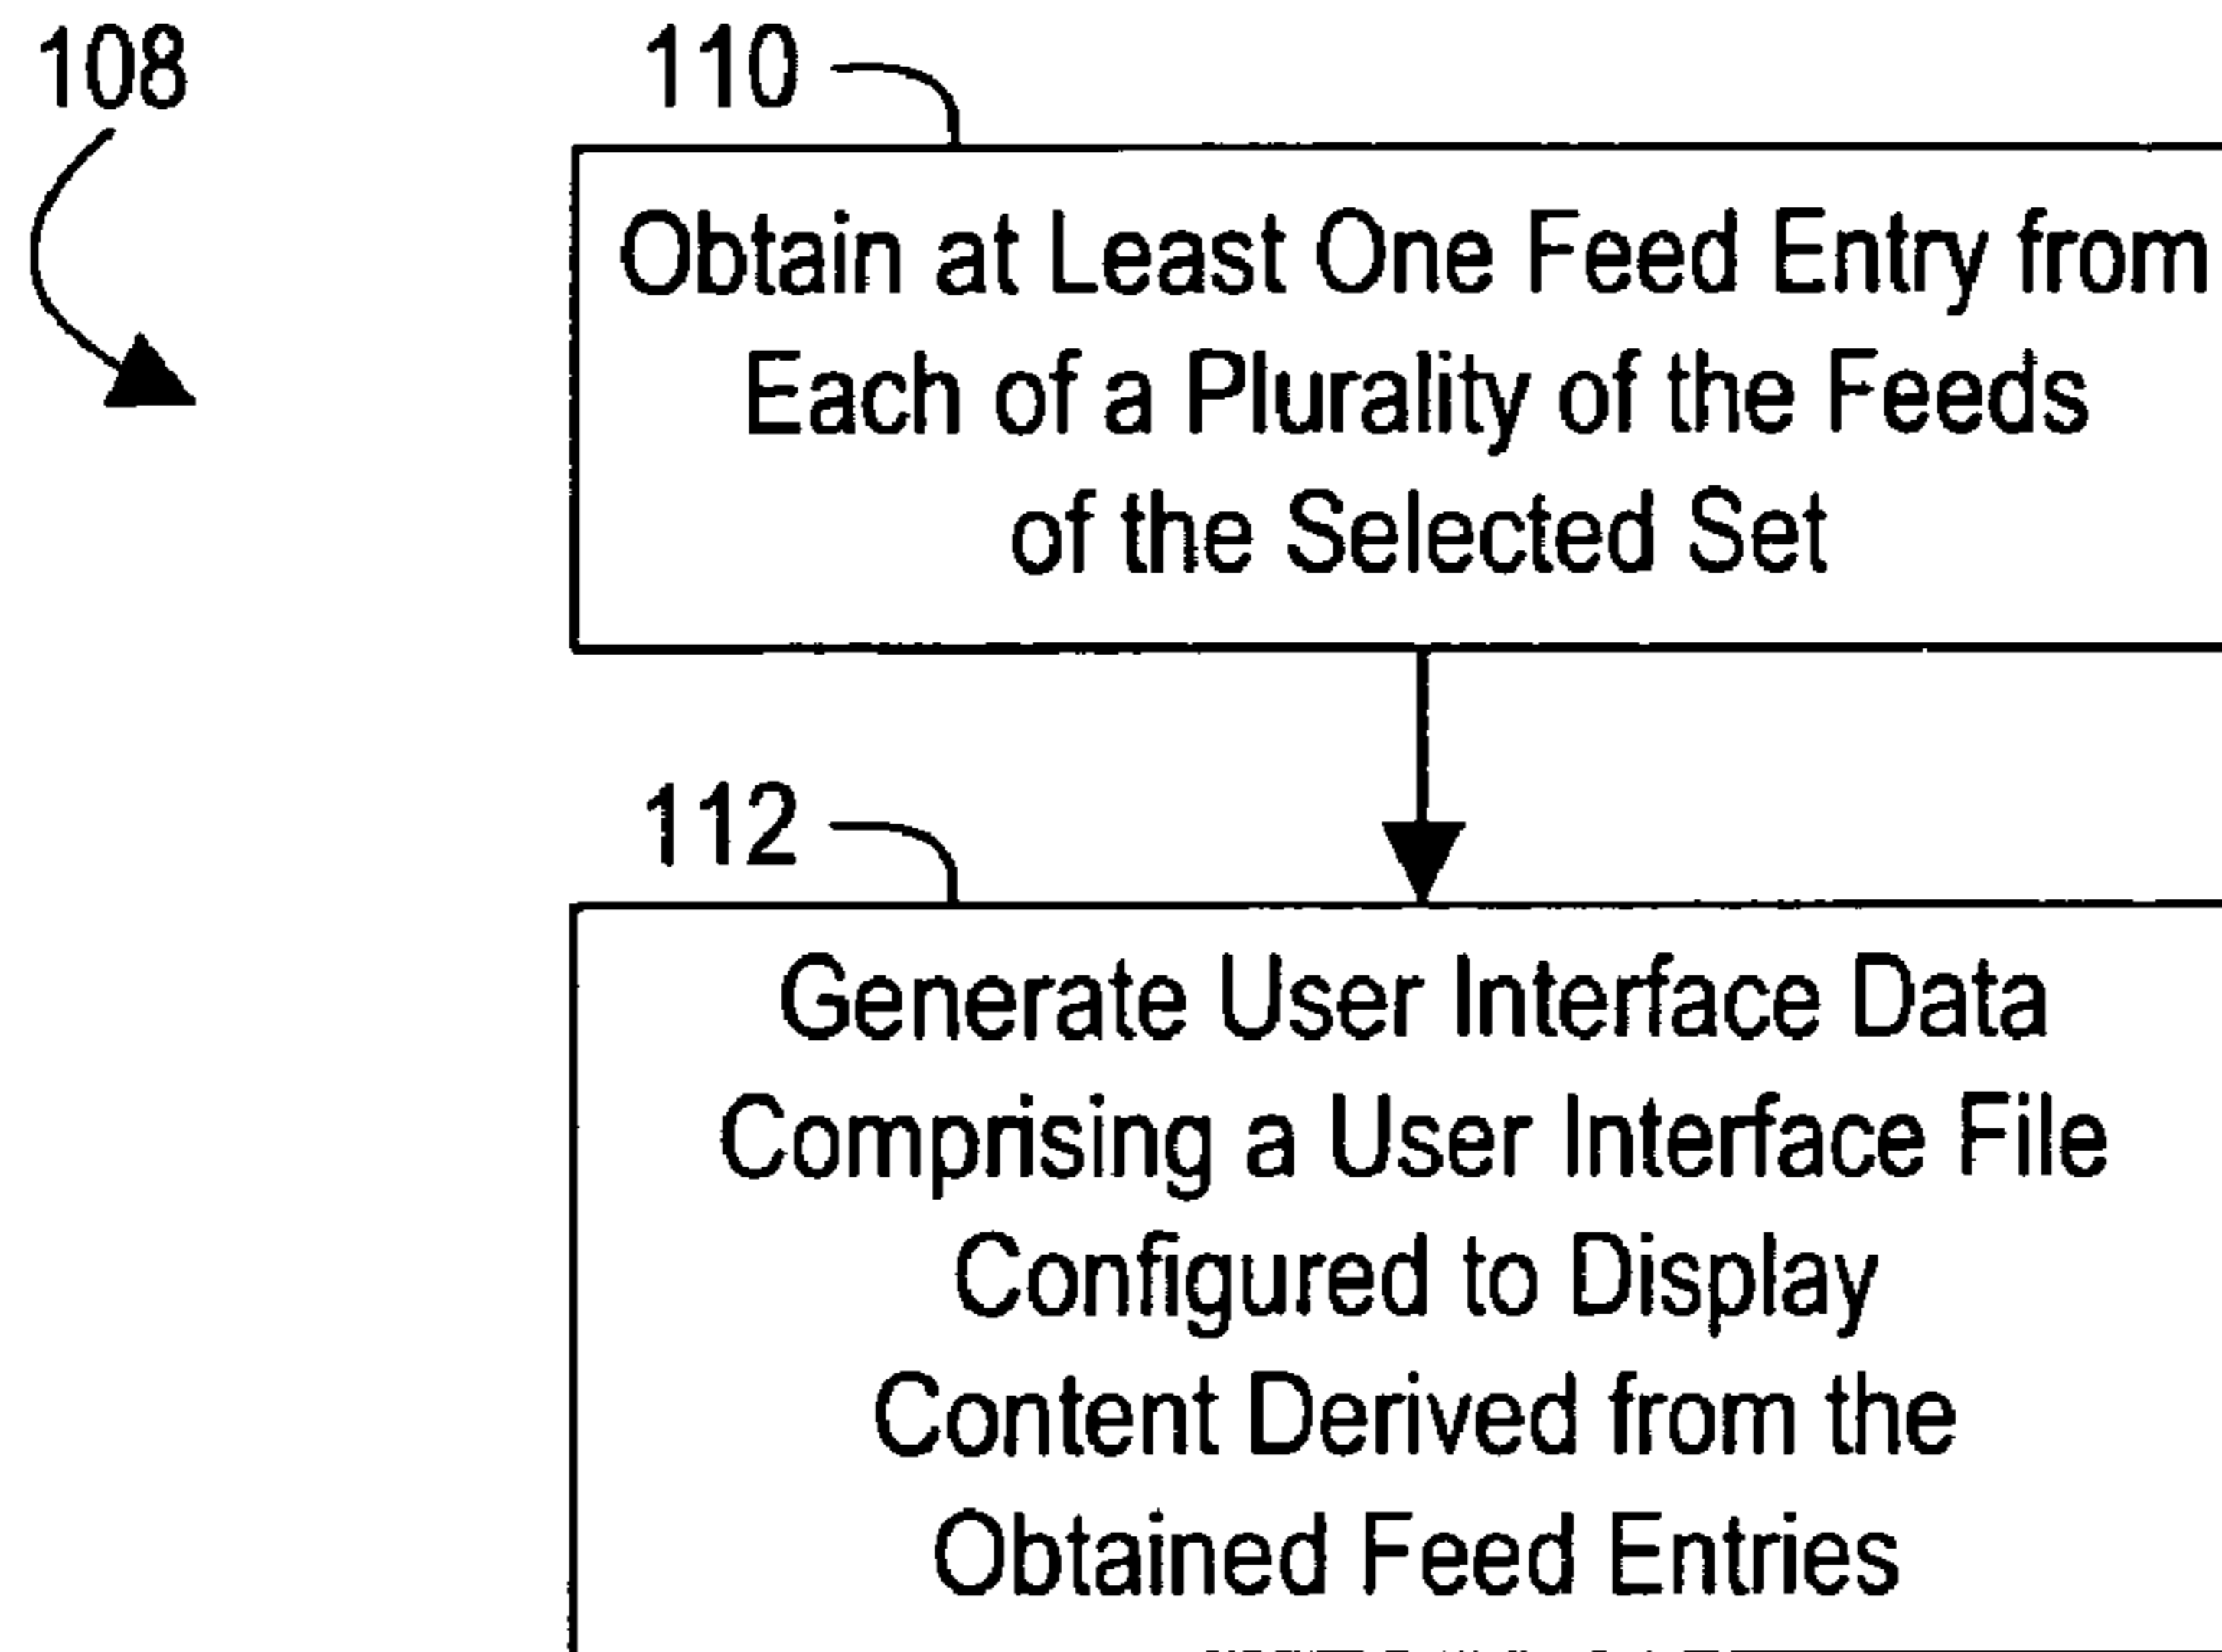 108
110
Obtain at Least One Feed Entry from
Each of a Plurality of the Feeds
of the Selected Set
112
Generate User Interface Data
Comprising a User Interface File
Configured to Display
Content Derived from the
Obtained Feed Entries